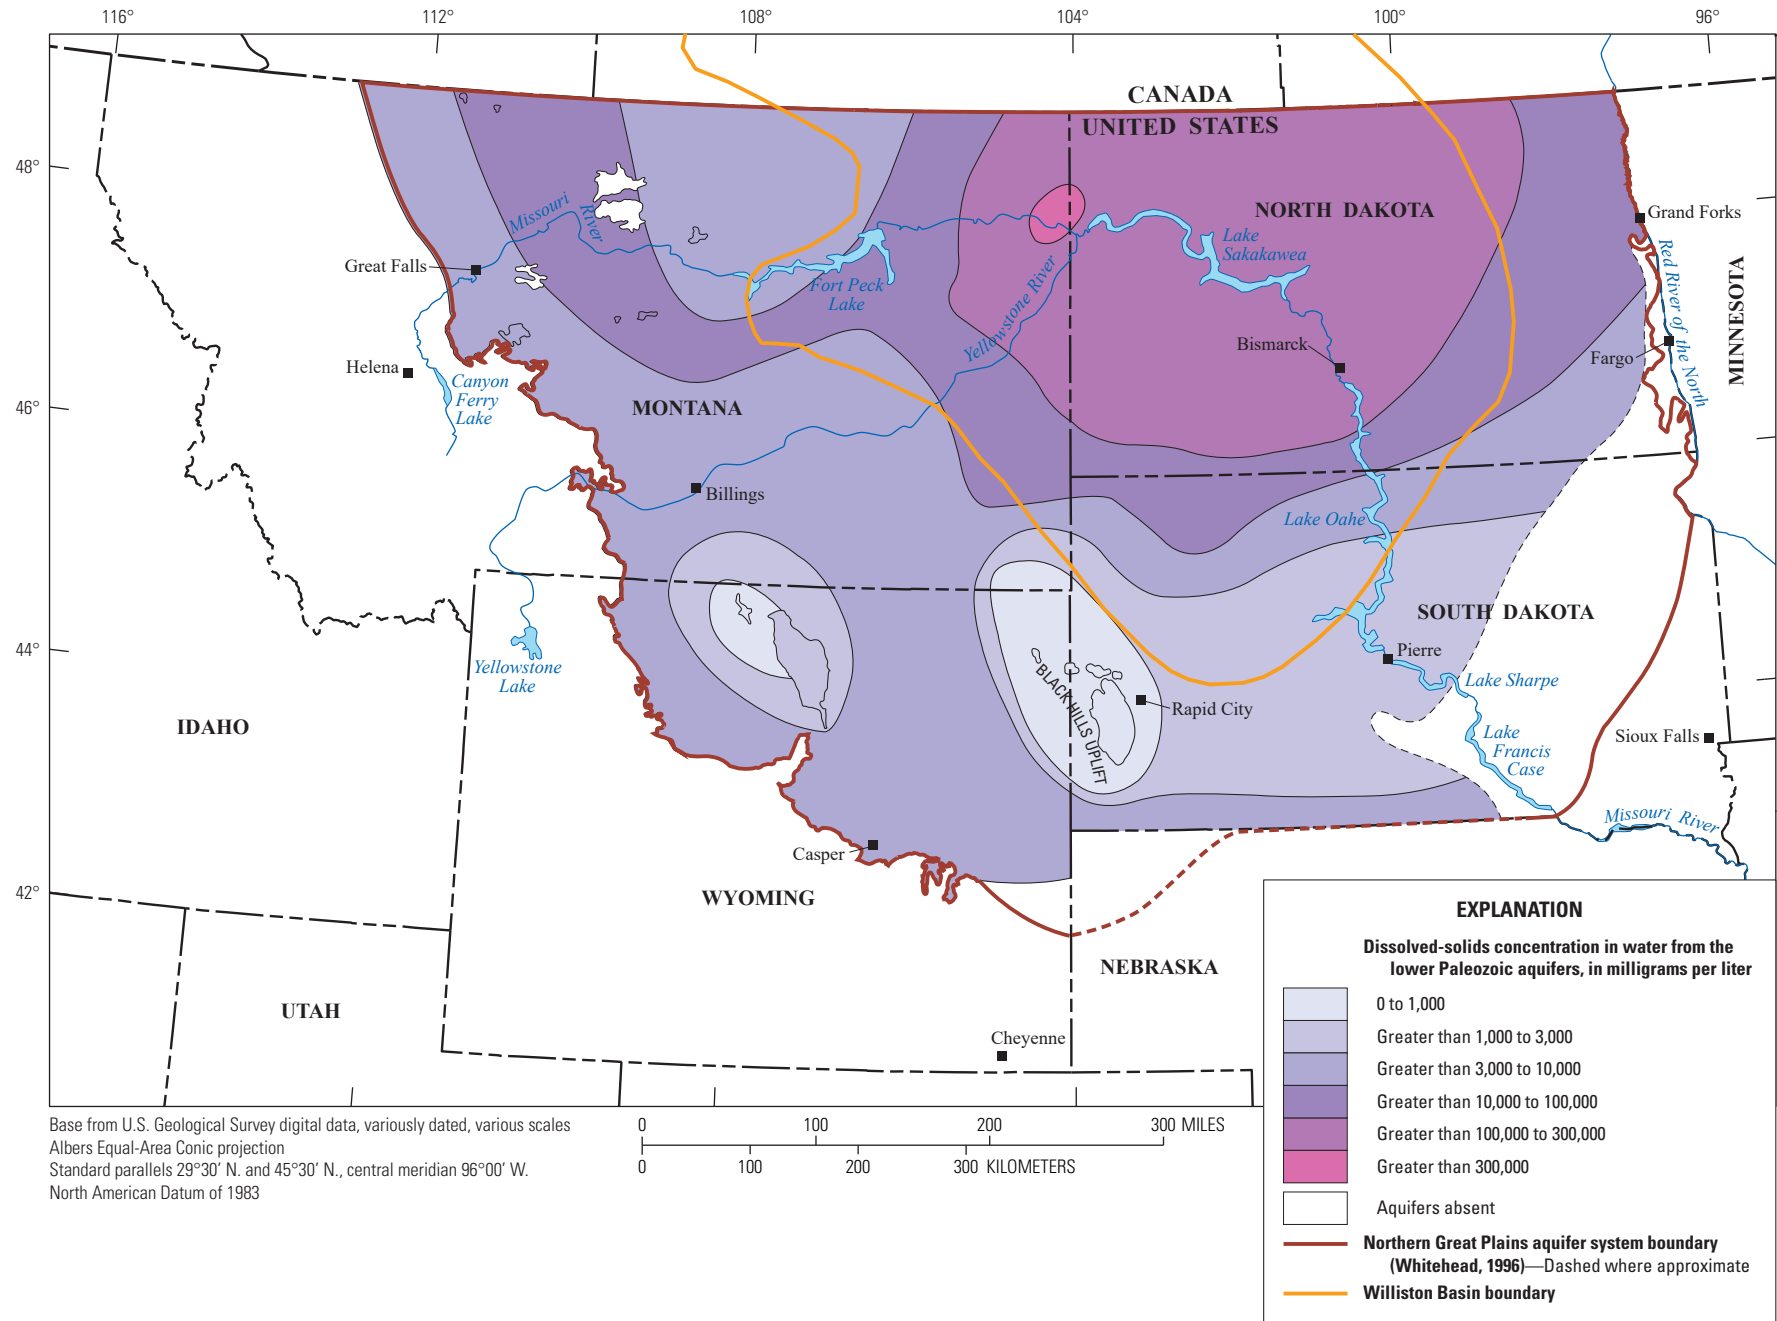 116°
112°
108°
104°
100°
96°
48°
46°
44°
42°
CANADA
UNITED STATES
NORTH DAKOTA
Grand Forks
Missouri
River
Great Falls
Lake
Sakakawea
Fort Peck
Lake
Yellowstone River
Red River of the North
MINNESOTA
Bismarck
Fargo
Helena
Canyon
Ferry
Lake
MONTANA
Billings
Lake Oahe
SOUTH DAKOTA
Pierre
Yellowstone
Lake
Lake Sharpe
BLACK HILLS UPLIFT
Rapid City
IDAHO
Lake
Francis
Case
Sioux Falls
Missouri River
Casper
WYOMING
NEBRASKA
UTAH
Cheyenne
EXPLANATION
Dissolved-solids concentration in water from the
lower Paleozoic aquifers, in milligrams per liter
0 to 1,000
Greater than 1,000 to 3,000
Greater than 3,000 to 10,000
Greater than 10,000 to 100,000
Greater than 100,000 to 300,000
Greater than 300,000
Aquifers absent
Northern Great Plains aquifer system boundary
(Whitehead, 1996)—Dashed where approximate
Williston Basin boundary
Base from U.S. Geological Survey digital data, variously dated, various scales
Albers Equal-Area Conic projection
Standard parallels 29°30′ N. and 45°30′ N., central meridian 96°00′ W.
North American Datum of 1983
0 100 200 300 MILES
0 100 200 300 KILOMETERS